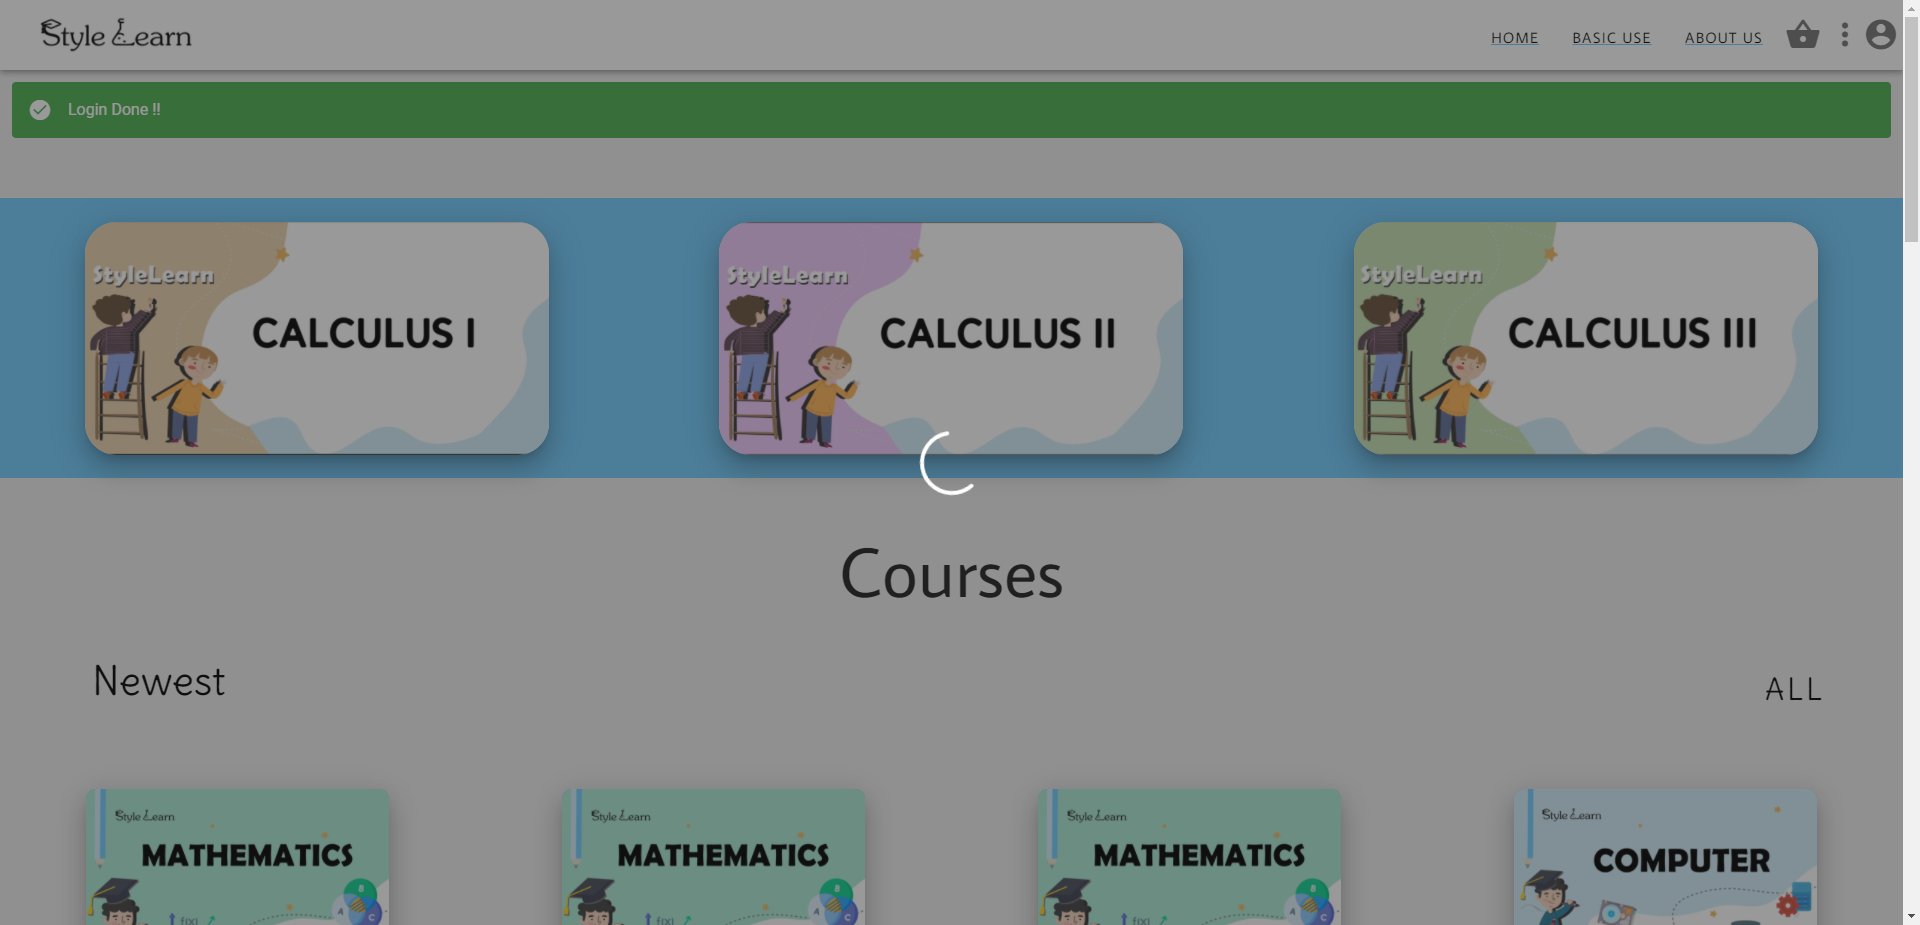 Style Learn
HOME BASIC USE ABOUT US
Login Done !!
StyleLearn
CALCULUS I
StyleLearn
CALCULUS II
StyleLearn
CALCULUS III
Courses
Newest
ALL
Style Learn
MATHEMATICS
A B C
f(x)
Style Learn
MATHEMATICS
A B C
f(x)
Style Learn
MATHEMATICS
A B C
f(x)
Style Learn
COMPUTER